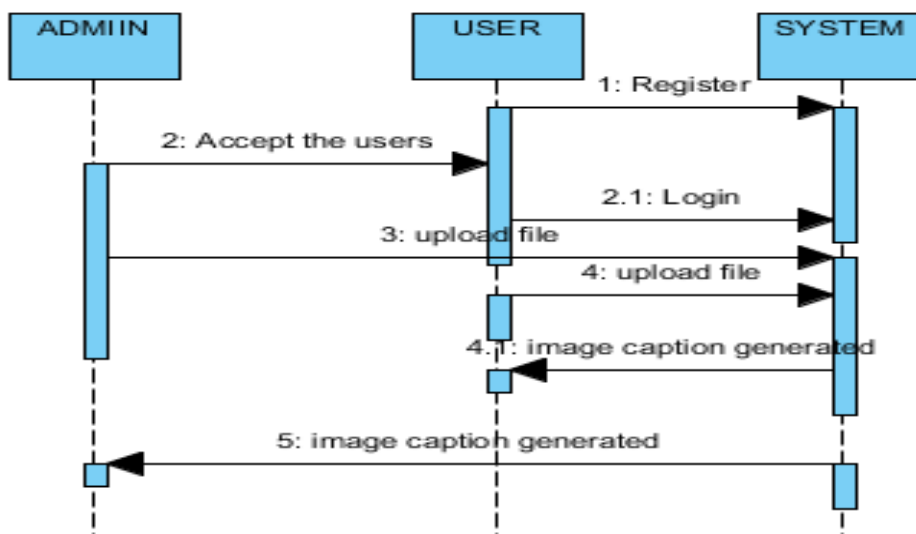 ADMIIN
USER
SYSTEM
1: Register
2: Accept the users
2.1: Login
3: upload file
4: upload file
4.1: image caption generated
5: image caption generated